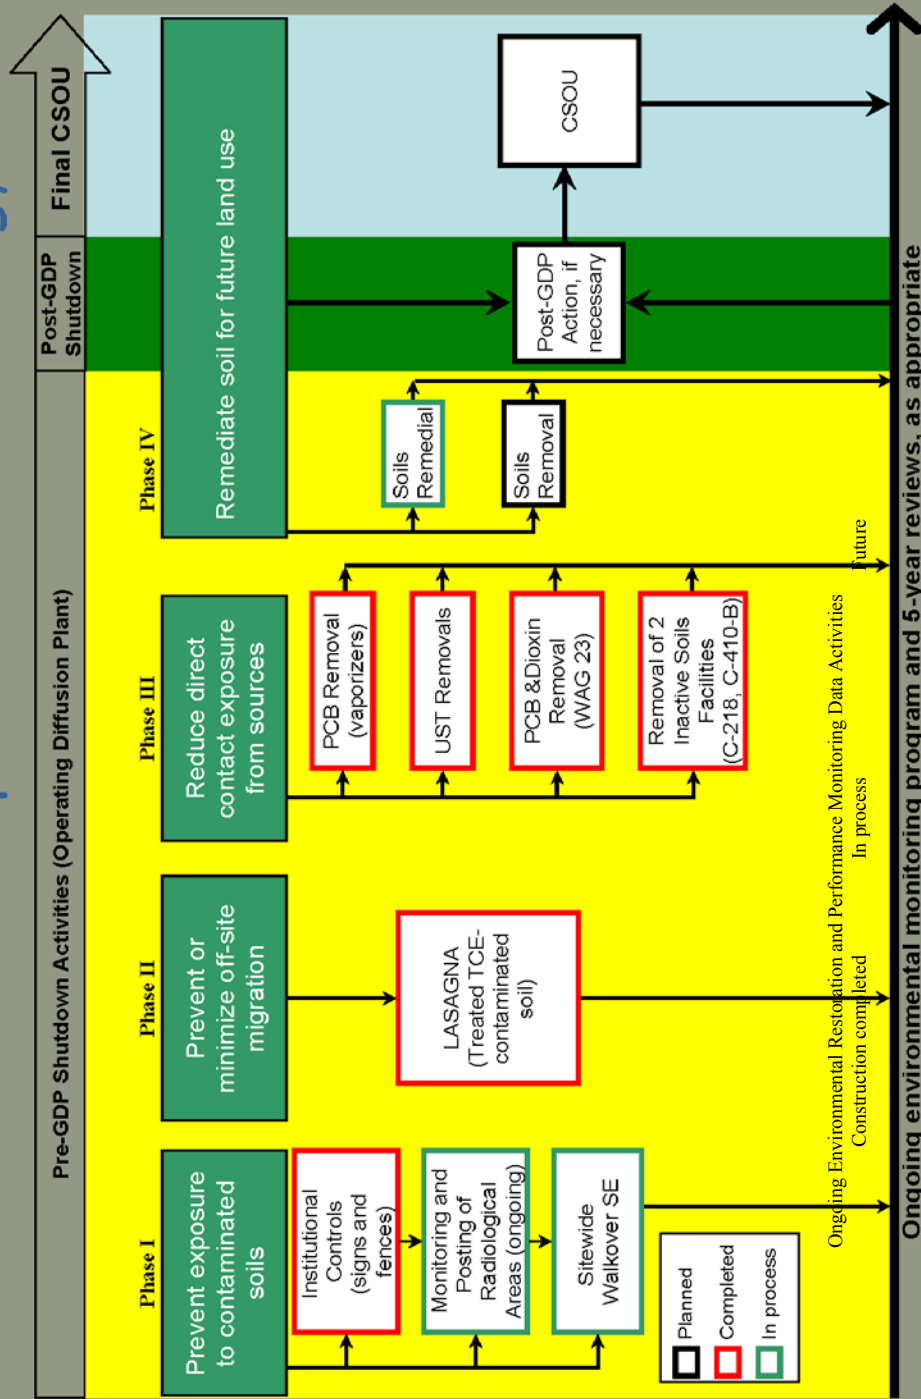 Pre-GDP Shutdown Activities (Operating Diffusion Plant)
Post-GDP
Shutdown
Final CSOU
Phase I
Prevent exposure
to contaminated
soils
Institutional
Controls
(signs and
fences)
Monitoring and
Posting of
Radiological
Areas (ongoing)
Sitewide
Walkover SE
Phase II
Prevent or
minimize off-site
migration
LASAGNA
(Treated TCE-
contaminated
soil)
Phase III
Reduce direct
contact exposure
from sources
PCB Removal
(vaporizers)
UST Removals
PCB &Dioxin
Removal
(WAG 23)
Removal of 2
Inactive Soils
Facilities
(C-218, C-410-B)
Phase IV
Remediate soil for future land use
Soils
Remedial
Soils
Removal
Post-GDP
Action, if
necessary
CSOU
Planned
Completed
In process
Ongoing Environmental Restoration and Performance Monitoring Data Activities
Construction completed
In process
Future
Ongoing environmental monitoring program and 5-year reviews, as appropriate